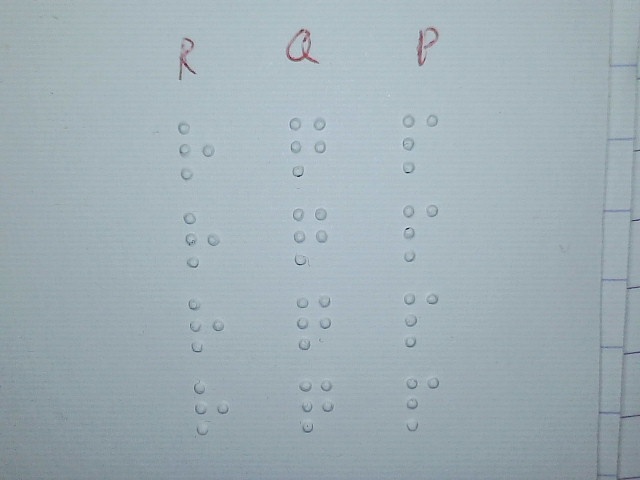 R Q P
⠗ ⠟ ⠏
⠗ ⠟ ⠏
⠗ ⠟ ⠏
⠗ ⠟ ⠏